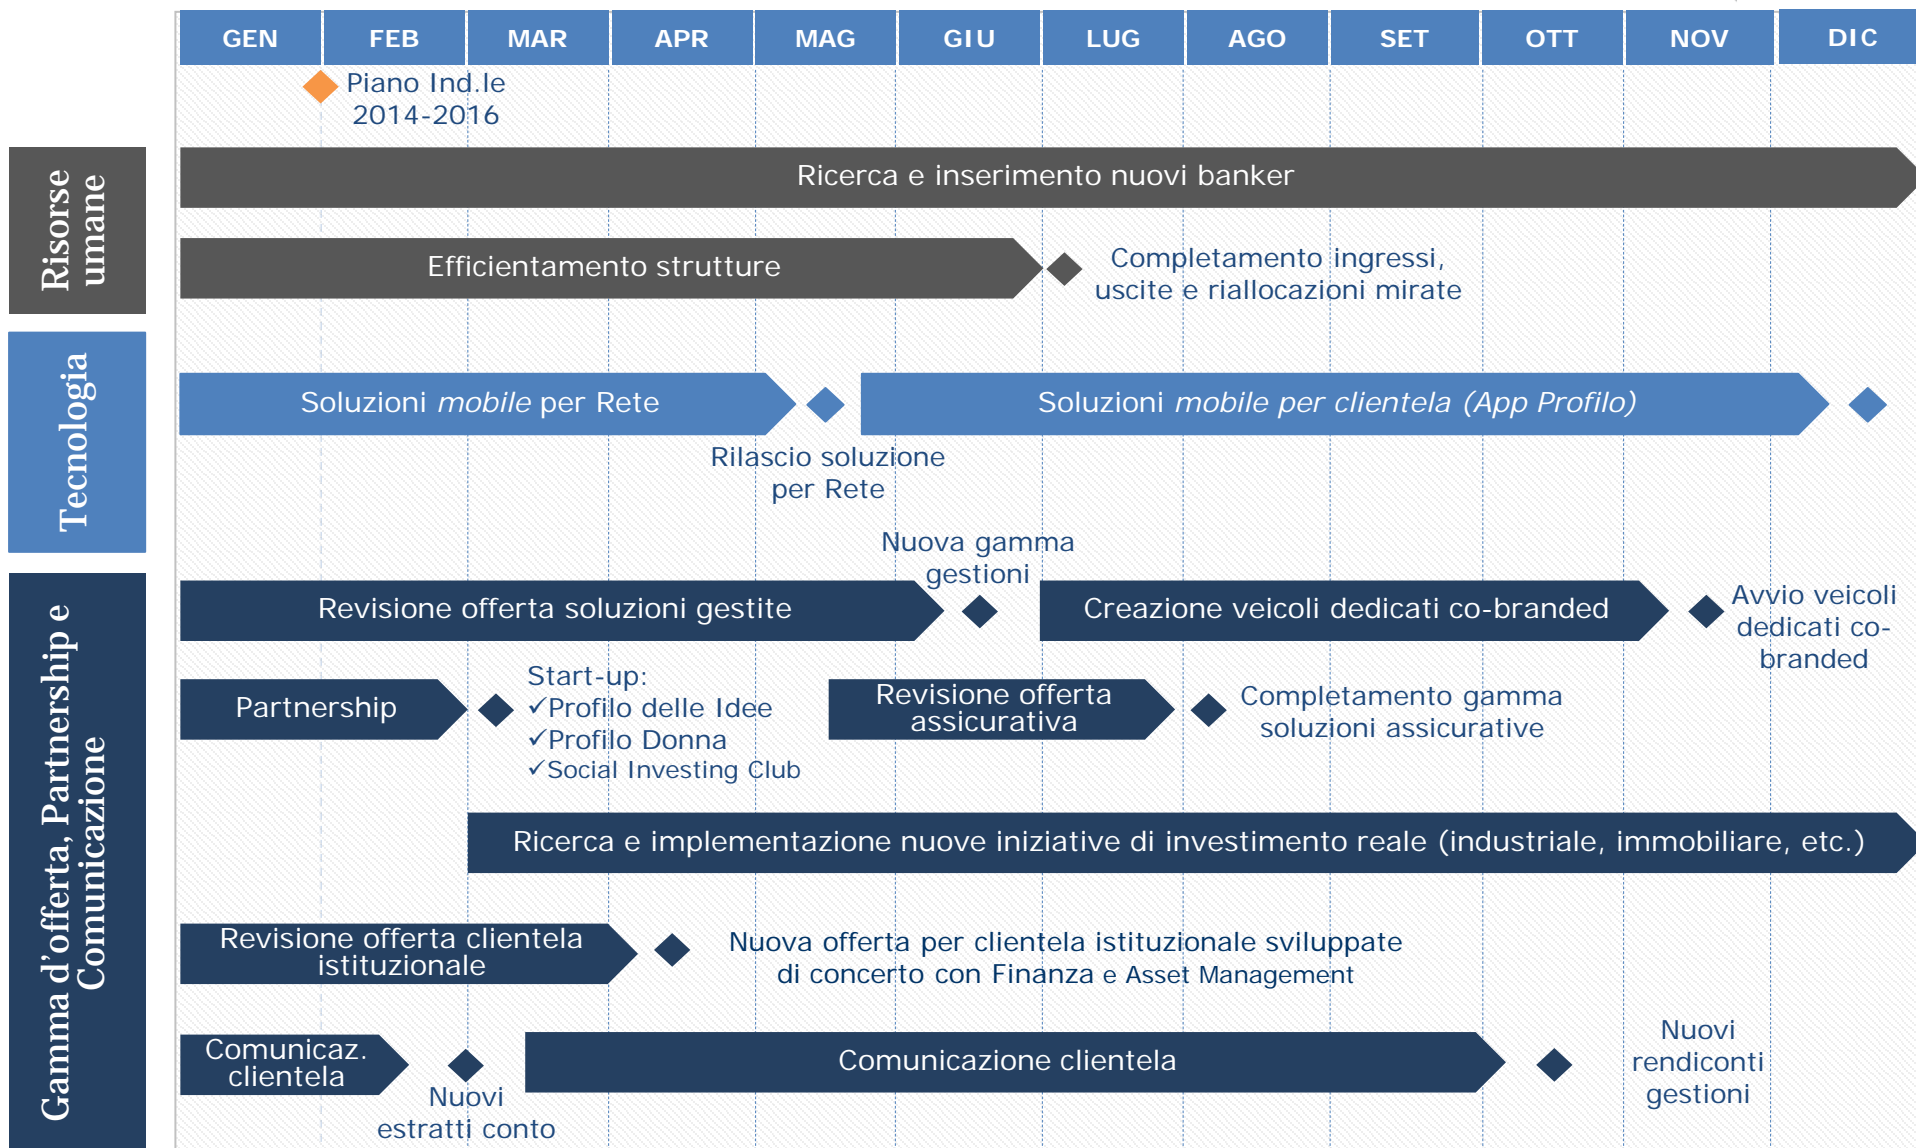 GEN FEB MAR APR MAG GIU LUG AGO SET OTT NOV DIC
Piano Ind.le
2014-2016
Risorse
umane
Ricerca e inserimento nuovi banker
Efficientamento strutture
Completamento ingressi,
uscite e riallocazioni mirate
Tecnologia
Soluzioni mobile per Rete
Soluzioni mobile per clientela (App Profilo)
Rilascio soluzione
per Rete
Gamma d'offerta, Partnership e
Comunicazione
Nuova gamma
gestioni
Revisione offerta soluzioni gestite
Creazione veicoli dedicati co-branded
Avvio veicoli
dedicati co-
branded
Partnership
Start-up:
✓Profilo delle Idee
✓Profilo Donna
✓Social Investing Club
Revisione offerta
assicurativa
Completamento gamma
soluzioni assicurative
Ricerca e implementazione nuove iniziative di investimento reale (industriale, immobiliare, etc.)
Revisione offerta clientela
istituzionale
Nuova offerta per clientela istituzionale sviluppate
di concerto con Finanza e Asset Management
Comunicaz.
clientela
Nuovi
estratti conto
Comunicazione clientela
Nuovi
rendiconti
gestioni